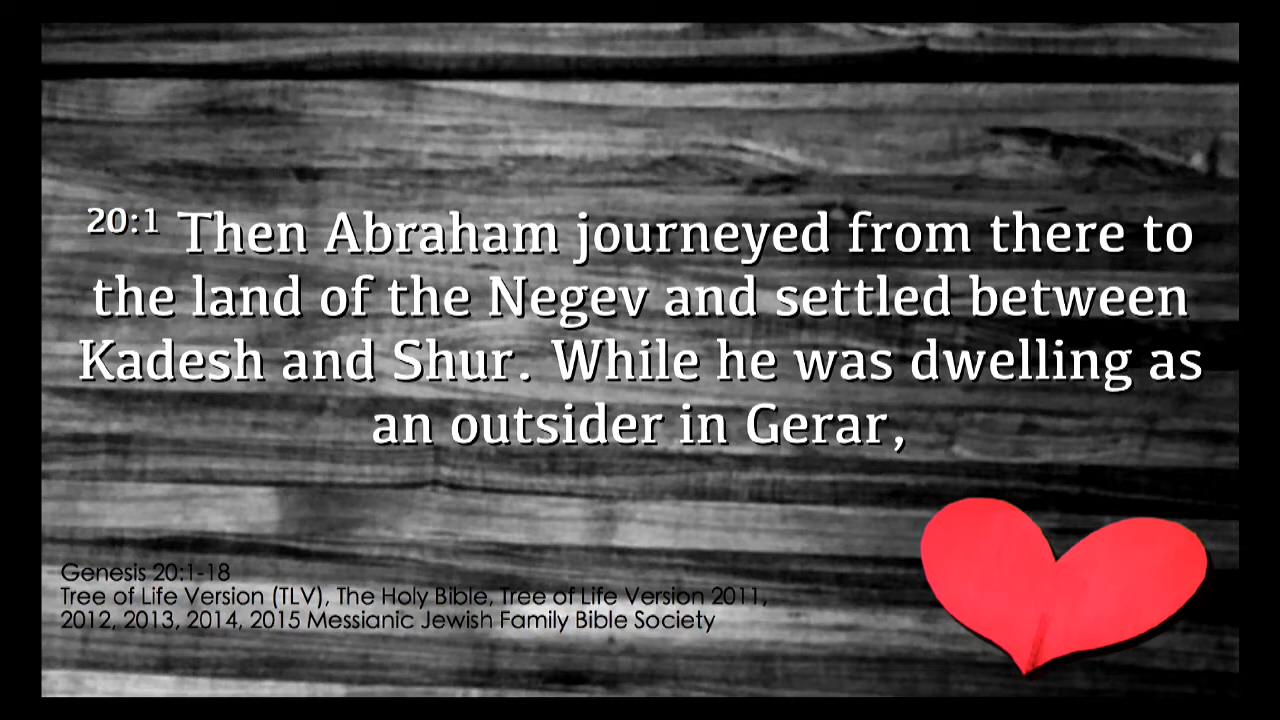 20:1 Then Abraham journeyed from there to
the land of the Negev and settled between
Kadesh and Shur. While he was dwelling as
an outsider in Gerar,
Genesis 20:1-18
Tree of Life Version (TLV), The Holy Bible, Tree of Life Version 2011,
2012, 2013, 2014, 2015 Messianic Jewish Family Bible Society